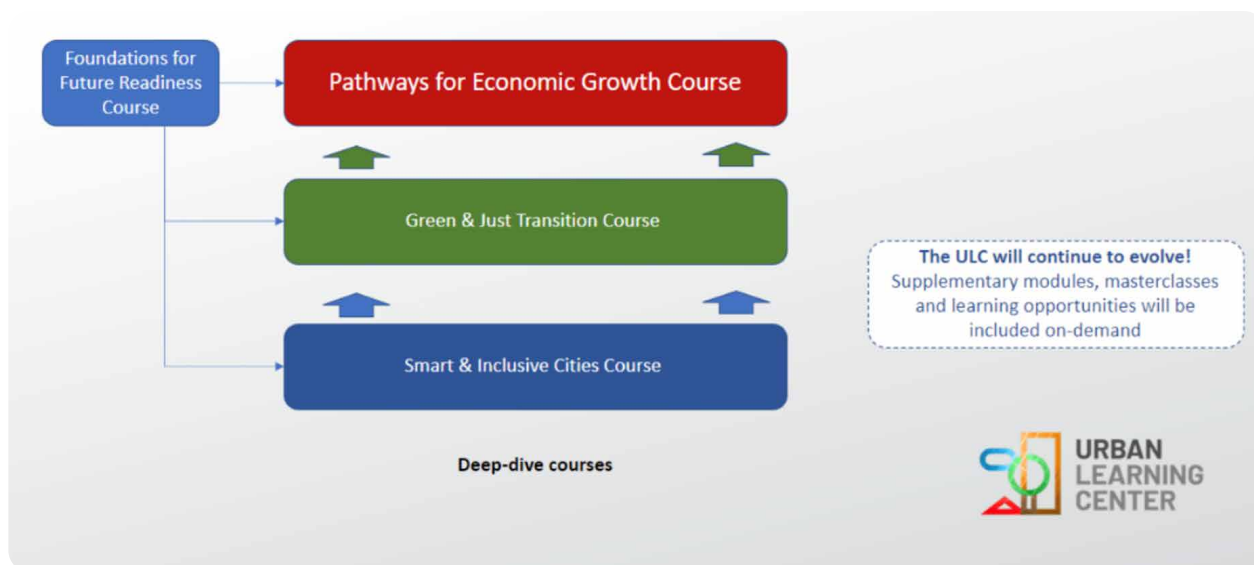 Foundations for
Future Readiness
Course
Pathways for Economic Growth Course
Green & Just Transition Course
Smart & Inclusive Cities Course
Deep-dive courses
The ULC will continue to evolve!
Supplementary modules, masterclasses
and learning opportunities will be
included on-demand
URBAN
LEARNING
CENTER